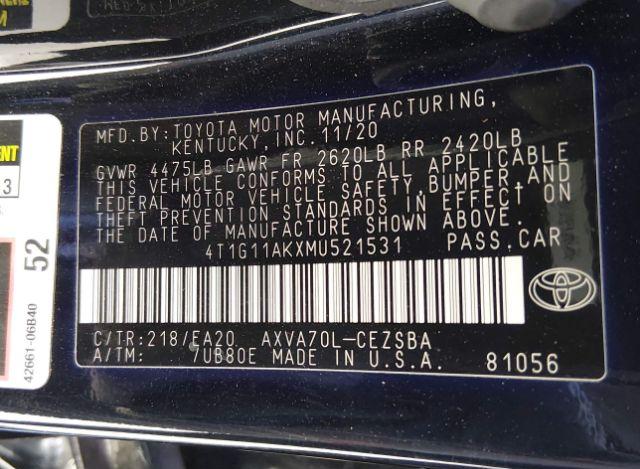 MFD.BY:TOYOTA MOTOR MANUFACTURING,
KENTUCKY, INC. 11/20
GVWR 4475LB GAWR FR 2620LB RR 2420LB
THIS VEHICLE CONFORMS TO ALL APPLICABLE
FEDERAL MOTOR VEHICLE SAFETY, BUMPER, AND
THEFT PREVENTION STANDARDS IN EFFECT ON
THE DATE OF MANUFACTURE SHOWN ABOVE.
4T1G11AKXMU521531 PASS.CAR
C/TR:218/EA20 AXVA70L-CEZSBA
A/TM: 7UB80E MADE IN U.S.A. 81056
52
42661-06B40
3